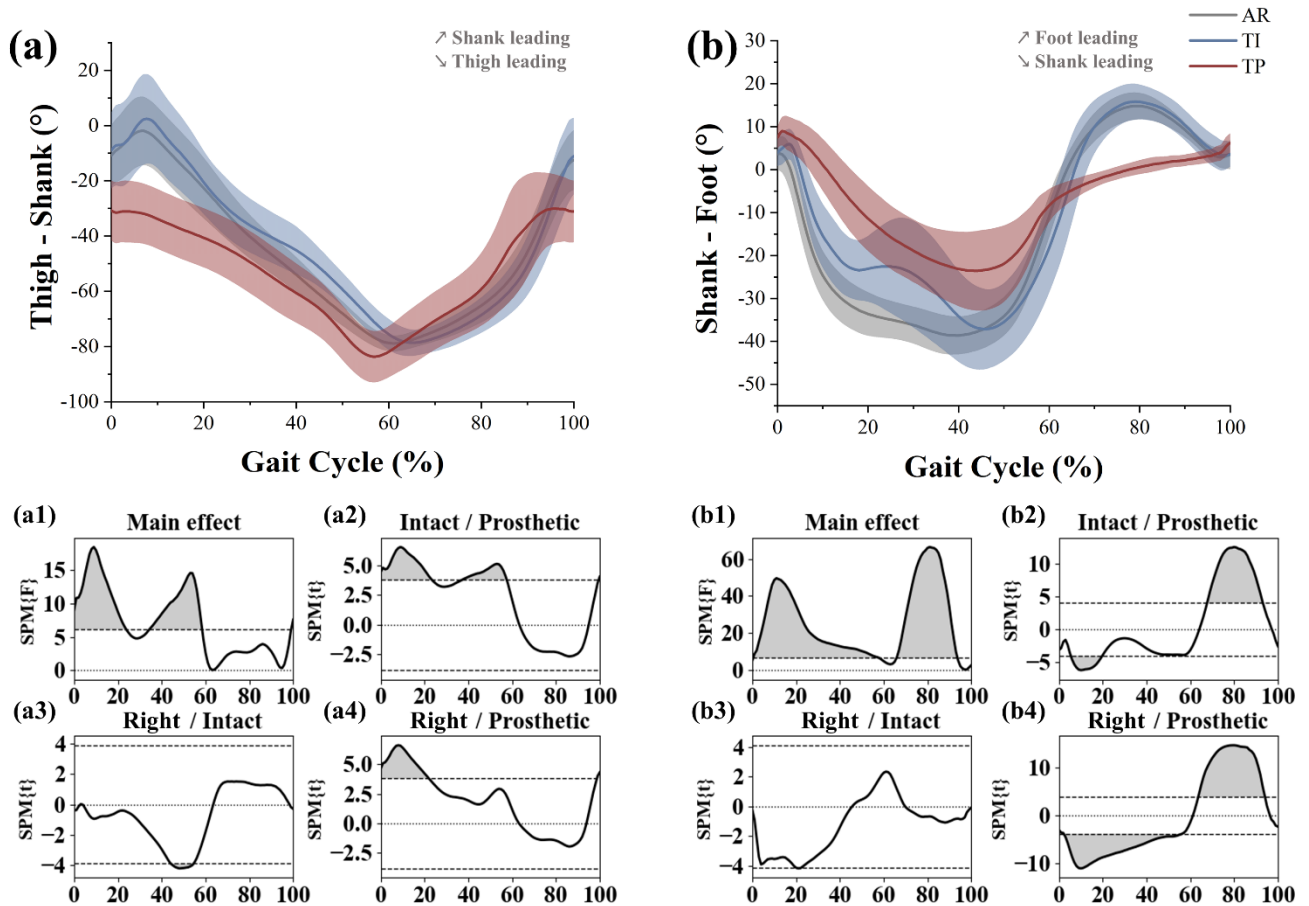 (a)
↗ Shank leading
↘ Thigh leading
20
0
-20
-40
-60
-80
-100
Thigh - Shank (°)
0 20 40 60 80 100
Gait Cycle (%)
(b)
↗ Foot leading
↘ Shank leading
AR
TI
TP
30
20
10
0
-10
-20
-30
-40
-50
Shank - Foot (°)
0 20 40 60 80 100
Gait Cycle (%)
(a1)
Main effect
SPM{F}
15
10
5
0
0 20 40 60 80 100
(a2)
Intact / Prosthetic
SPM{t}
5.0
2.5
0.0
−2.5
0 20 40 60 80 100
(a3)
Right / Intact
SPM{t}
4
2
0
−2
−4
0 20 40 60 80 100
(a4)
Right / Prosthetic
SPM{t}
5.0
2.5
0.0
−2.5
0 20 40 60 80 100
(b1)
Main effect
SPM{F}
60
40
20
0
0 20 40 60 80 100
(b2)
Intact / Prosthetic
SPM{t}
10
5
0
−5
0 20 40 60 80 100
(b3)
Right / Intact
SPM{t}
4
2
0
−2
−4
0 20 40 60 80 100
(b4)
Right / Prosthetic
SPM{t}
10
5
0
−5
−10
0 20 40 60 80 100